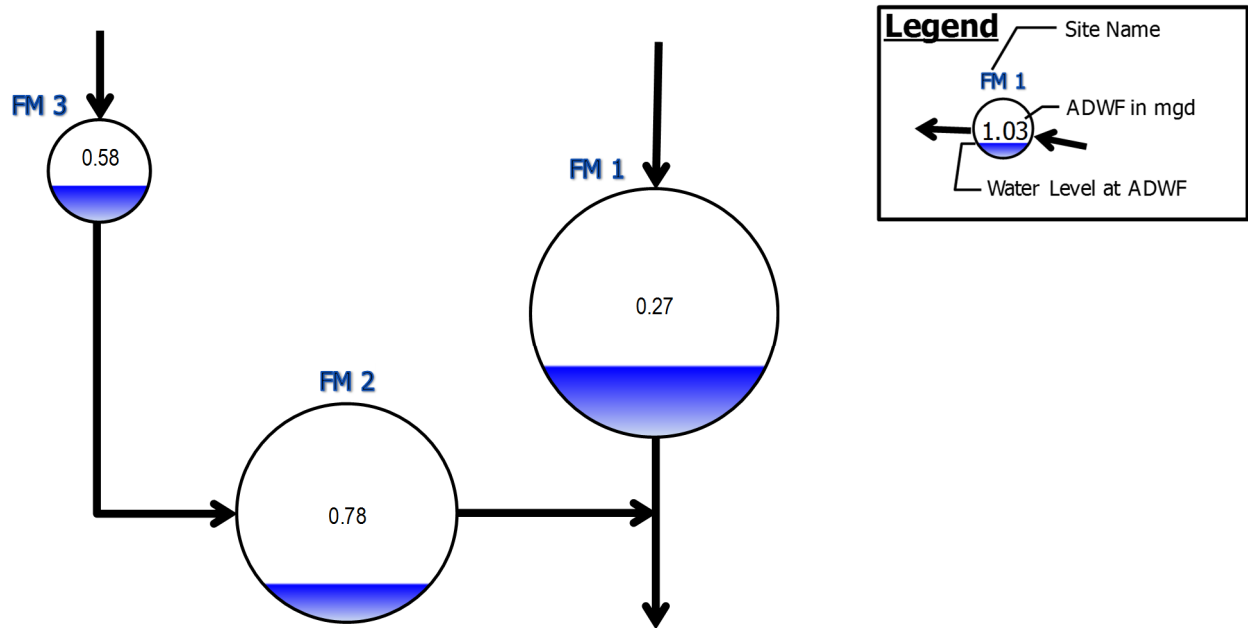 Legend
Site Name
FM 1
ADWF in mgd
1.03
Water Level at ADWF
FM 3
0.58
FM 1
0.27
FM 2
0.78